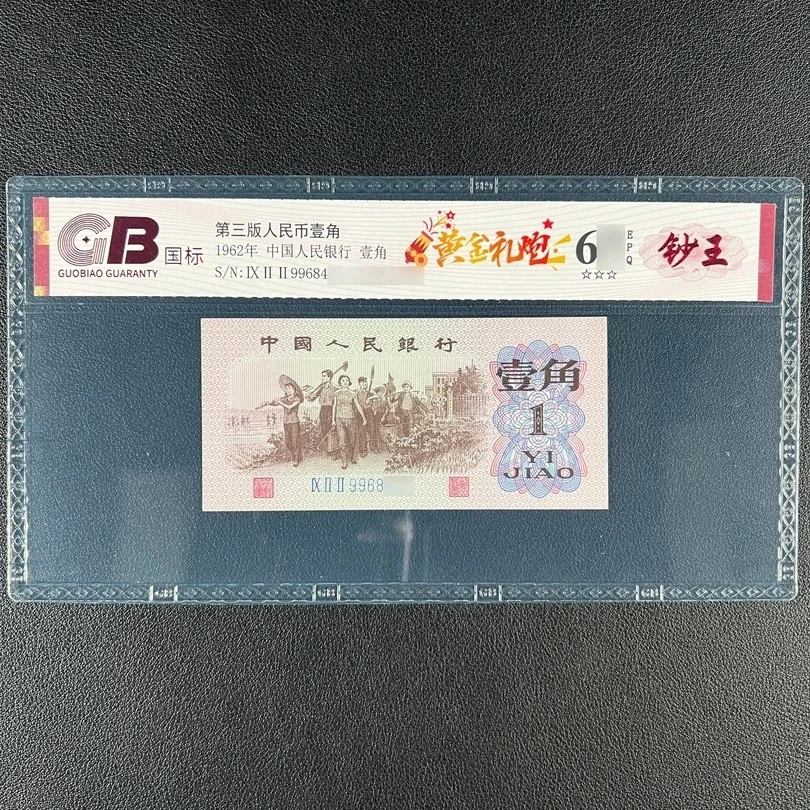 GB 国标
GUOBIAO GUARANTY
第三版人民币壹角
1962年 中国人民银行 壹角
S/N: IX II II 99684
黄金礼炮
6
☆☆☆
EPQ
钞王
中國人民銀行
壹角
1
YI
JIAO
IX II II 9968